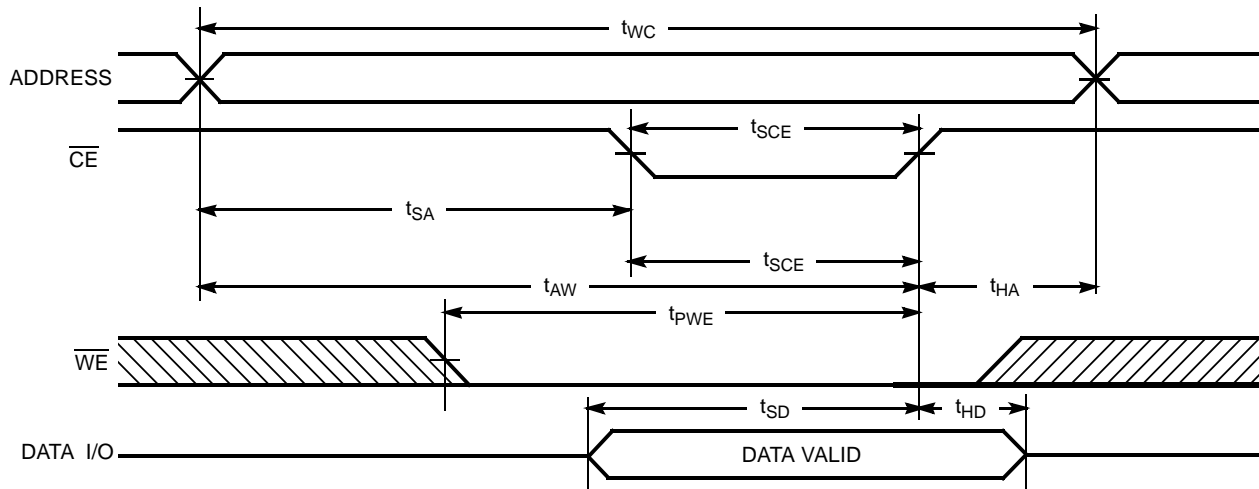 tWC
ADDRESS
tSCE
CE
tSA
tSCE
tAW
tHA
tPWE
WE
tSD
tHD
DATA I/O
DATA VALID